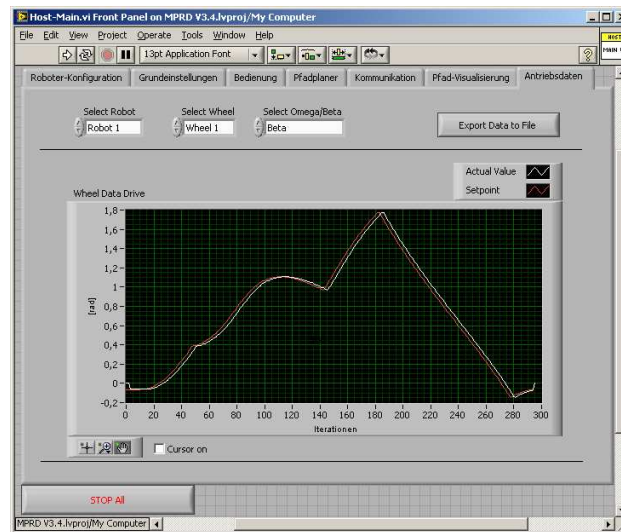 Host-Main.vi Front Panel on MPRD V3.4.lvproj/My Computer
File Edit View Project Operate Tools Window Help
13pt Application Font
Roboter-Konfiguration Grundeinstellungen Bedienung Pfadplaner Kommunikation Pfad-Visualisierung Antriebsdaten
Select Robot Select Wheel Select Omega/Beta
Robot 1 Wheel 1 Beta Export Data to File
Actual Value
Setpoint
Wheel Data Drive
1,8
1,6
1,4
1,2
1
0,8
0,6
0,4
0,2
0
-0,2
[rad]
0 20 40 60 80 100 120 140 160 180 200 220 240 260 280 300
Iterationen
Cursor on
STOP All
MPRD V3.4.lvproj/My Computer